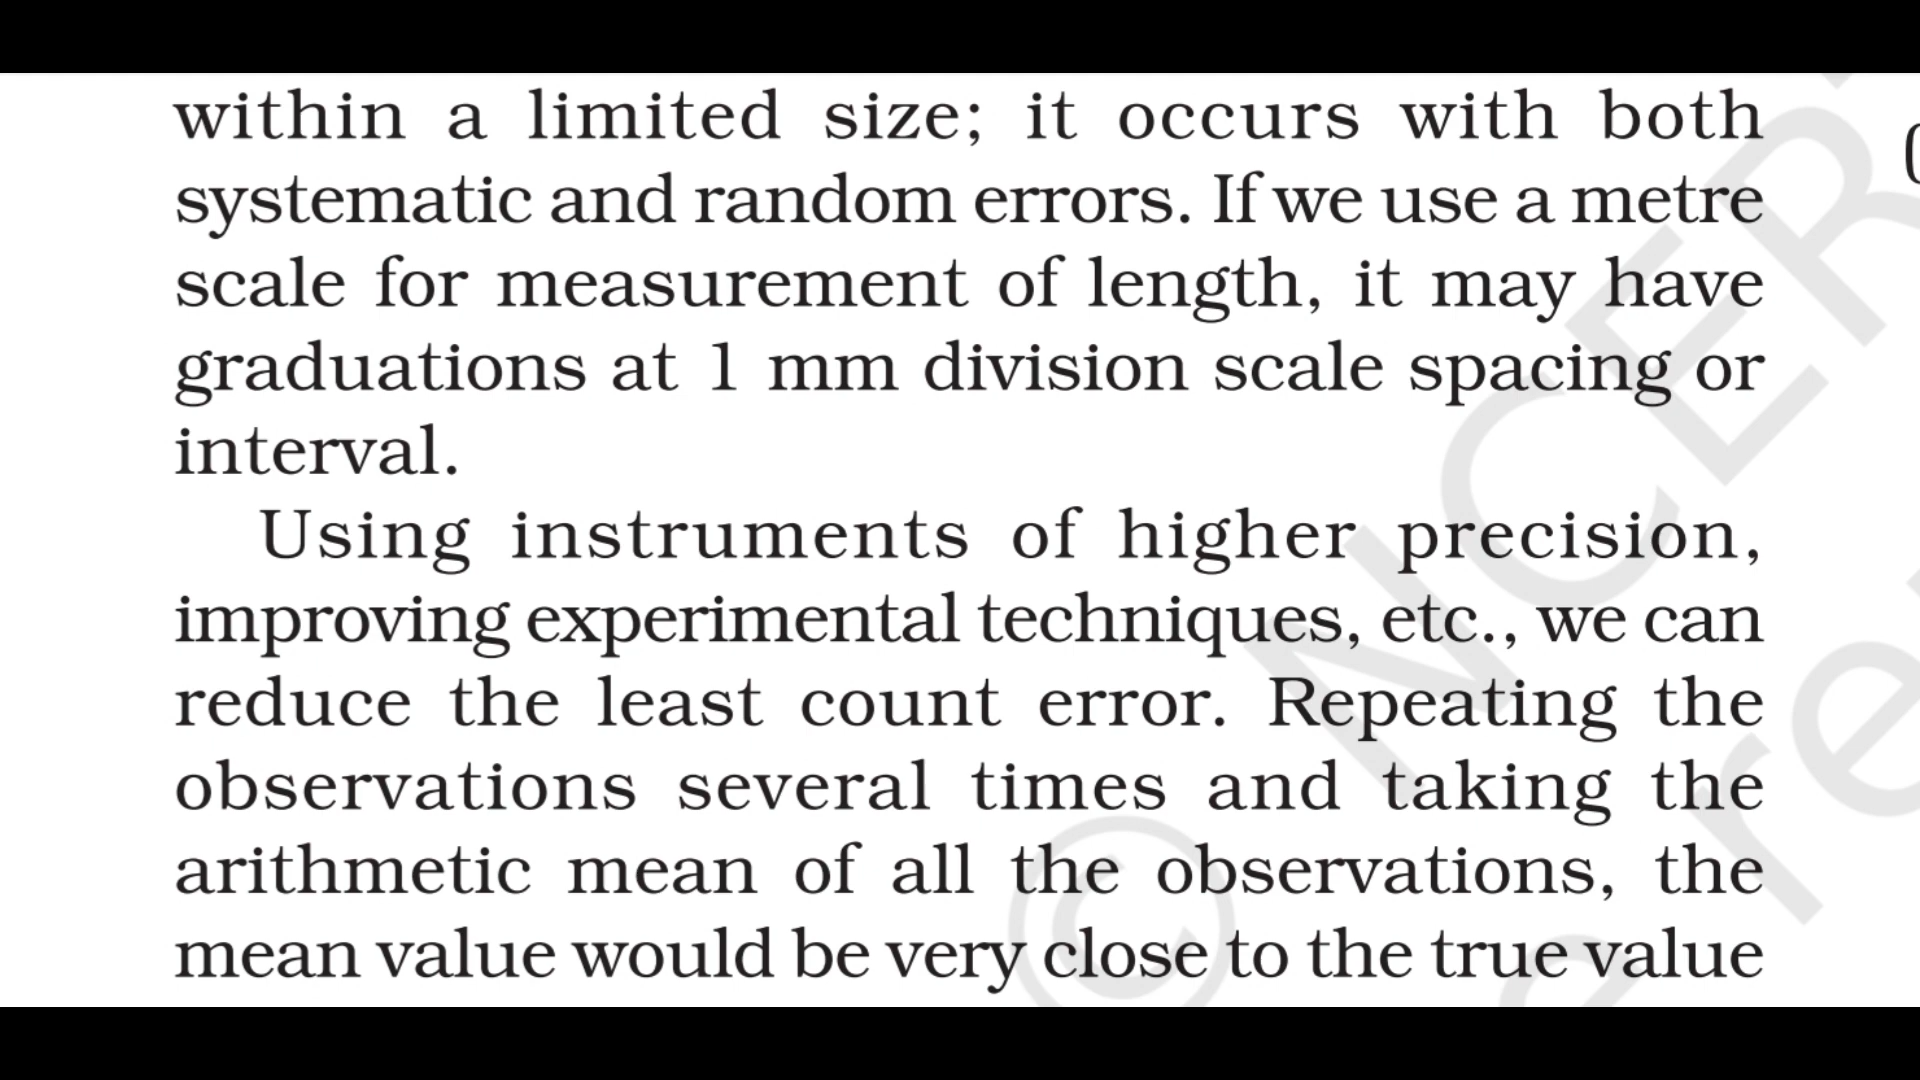 within a limited size; it occurs with both
systematic and random errors. If we use a metre
scale for measurement of length, it may have
graduations at 1 mm division scale spacing or
interval.
Using instruments of higher precision,
improving experimental techniques, etc., we can
reduce the least count error. Repeating the
observations several times and taking the
arithmetic mean of all the observations, the
mean value would be very close to the true value
© NCER
re